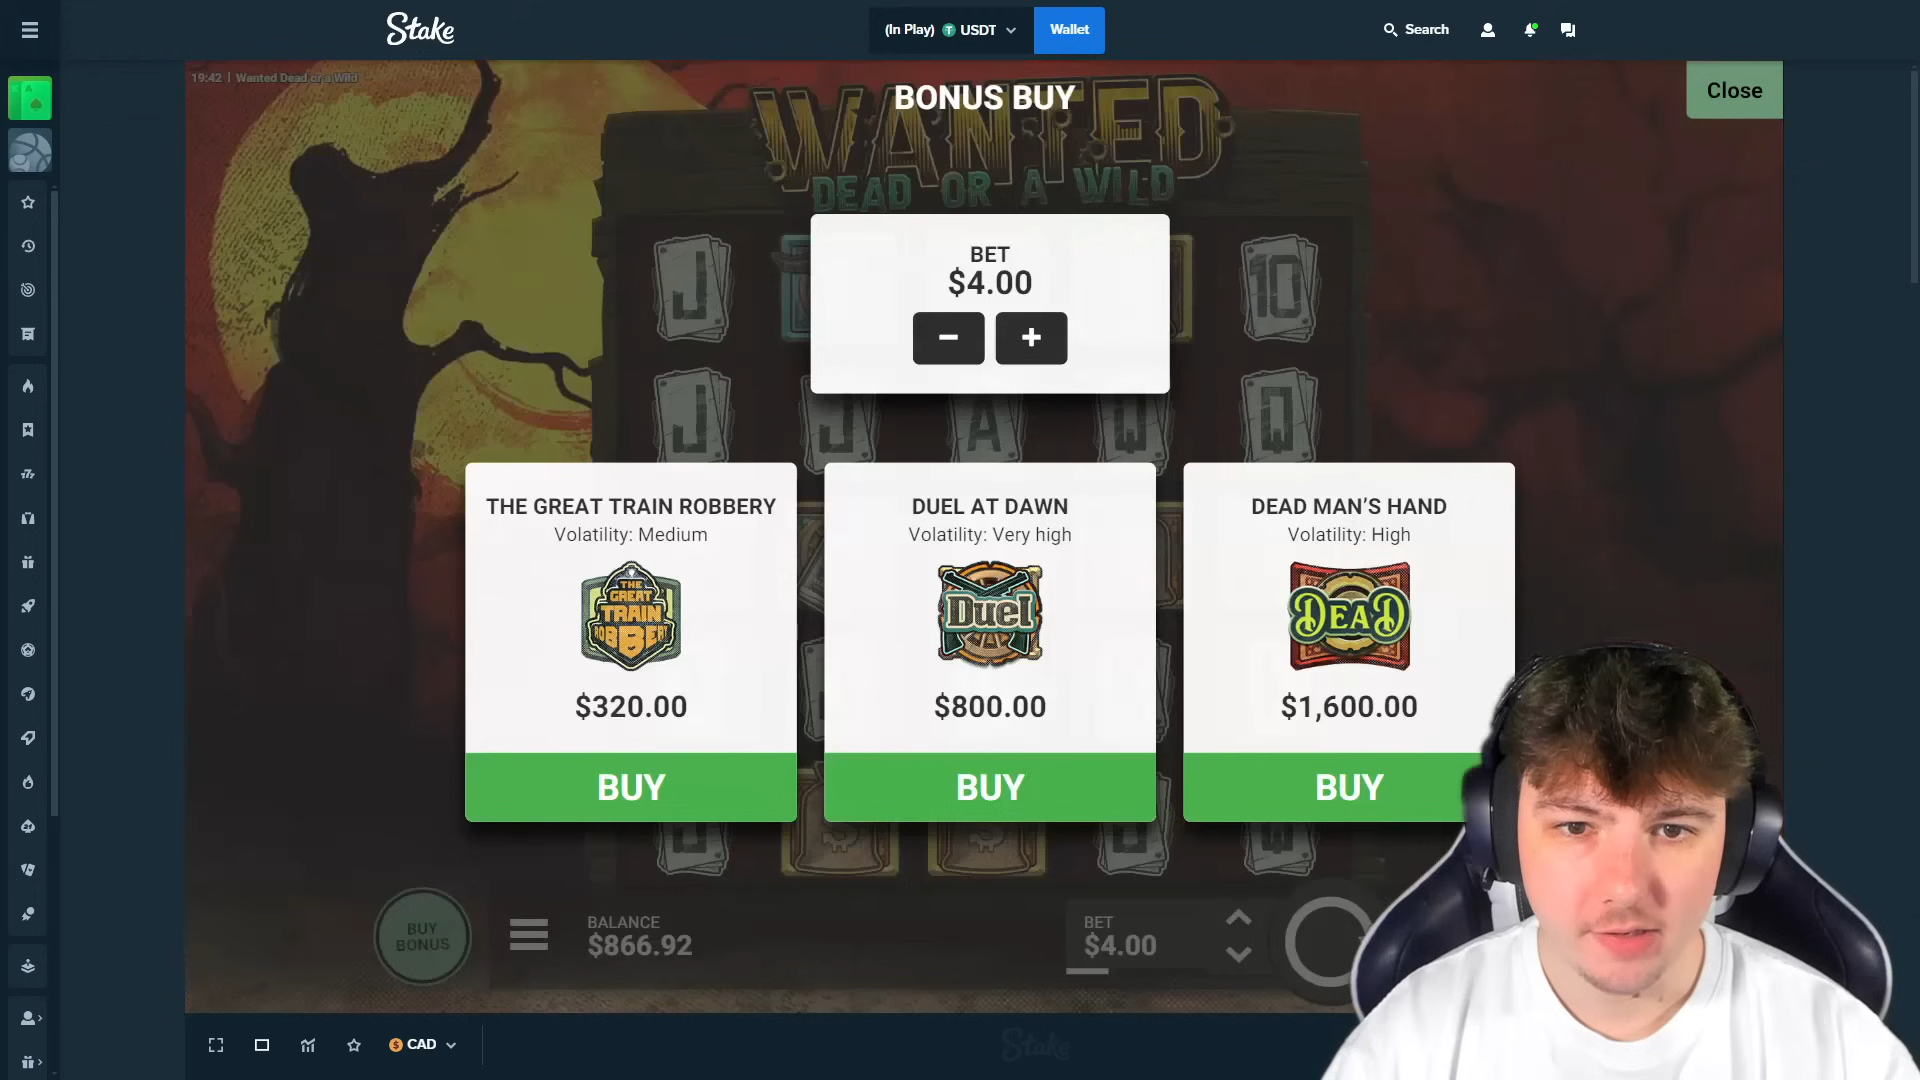 Stake
(In Play) USDT
Wallet
Search
19:42 | Wanted Dead or a Wild
WANTED
DEAD OR A WILD
BONUS BUY
Close
BET
$4.00
J
10
J
J
A
Q
Q
THE GREAT TRAIN ROBBERY
Volatility: Medium
THE
GREAT
TRAIN
ROBBERY
$320.00
BUY
DUEL AT DAWN
Volatility: Very high
Duel
$800.00
BUY
DEAD MAN’S HAND
Volatility: High
DEAD
$1,600.00
BUY
BUY
BONUS
BALANCE
$866.92
BET
$4.00
CAD
Stake